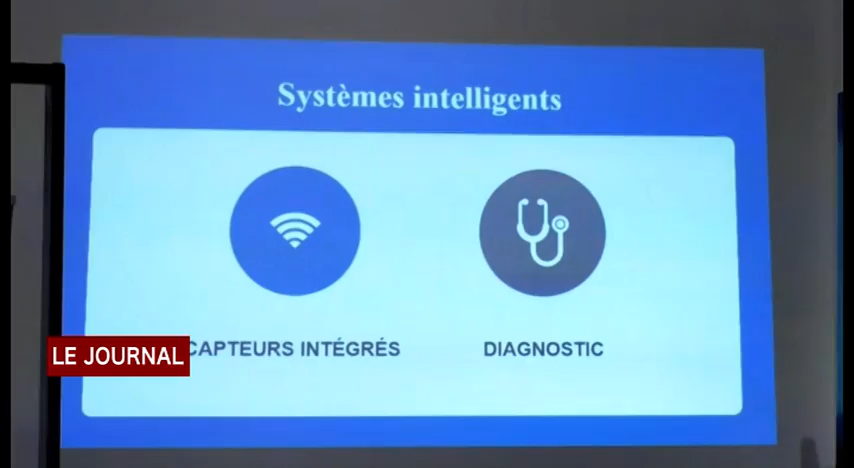 Systèmes intelligents
CAPTEURS INTÉGRÉS
DIAGNOSTIC
LE JOURNAL